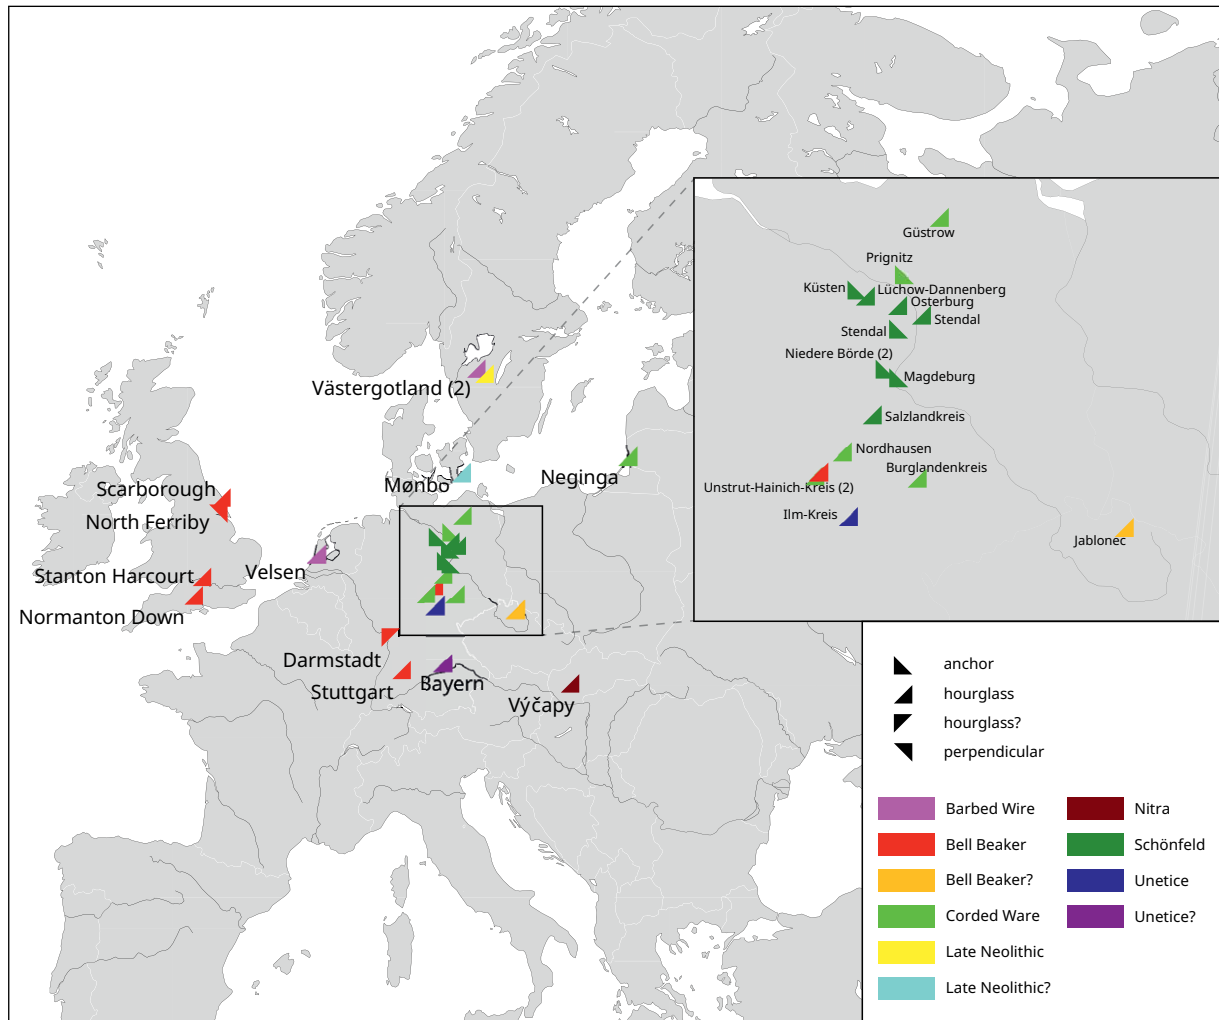 Västergotland (2)
Mønbo
Neginga
Scarborough
North Ferriby
Velsen
Stanton Harcourt
Normanton Down
Darmstadt
Stuttgart
Bayern
Výčapy
Güstrow
Prignitz
Küsten
Lüchow-Dannenberg
Osterburg
Stendal
Stendal
Niedere Börde (2)
Magdeburg
Salzlandkreis
Nordhausen
Burglandenkreis
Unstrut-Hainich-Kreis (2)
Ilm-Kreis
Jablonec
anchor
hourglass
hourglass?
perpendicular
Barbed Wire
Bell Beaker
Bell Beaker?
Corded Ware
Late Neolithic
Late Neolithic?
Nitra
Schönfeld
Unetice
Unetice?